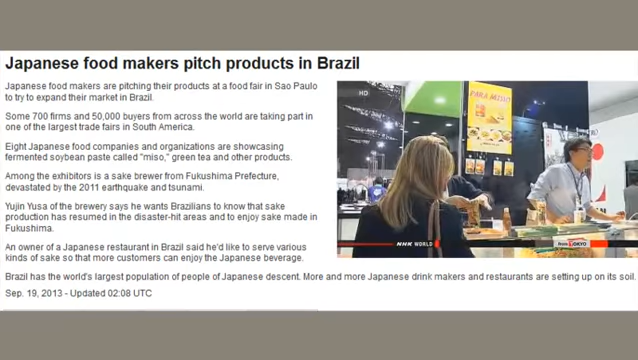 Japanese food makers pitch products in Brazil
Japanese food makers are pitching their products at a food fair in Sao Paulo
to try to expand their market in Brazil.
Some 700 firms and 50,000 buyers from across the world are taking part in
one of the largest trade fairs in South America.
Eight Japanese food companies and organizations are showcasing
fermented soybean paste called "miso," green tea and other products.
Among the exhibitors is a sake brewer from Fukushima Prefecture,
devastated by the 2011 earthquake and tsunami.
Yujin Yusa of the brewery says he wants Brazilians to know that sake
production has resumed in the disaster-hit areas and to enjoy sake made in
Fukushima.
An owner of a Japanese restaurant in Brazil said he'd like to serve various
kinds of sake so that more customers can enjoy the Japanese beverage.
Brazil has the world's largest population of people of Japanese descent. More and more Japanese drink makers and restaurants are setting up on its soil.
Sep. 19, 2013 - Updated 02:08 UTC
HD
PARA MISSO
NHK WORLD
from TOKYO